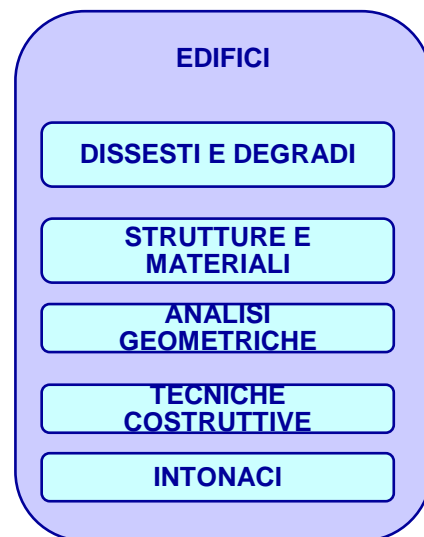 EDIFICI
DISSESTI E DEGRADI
STRUTTURE E
MATERIALI
ANALISI
GEOMETRICHE
TECNICHE
COSTRUTTIVE
INTONACI